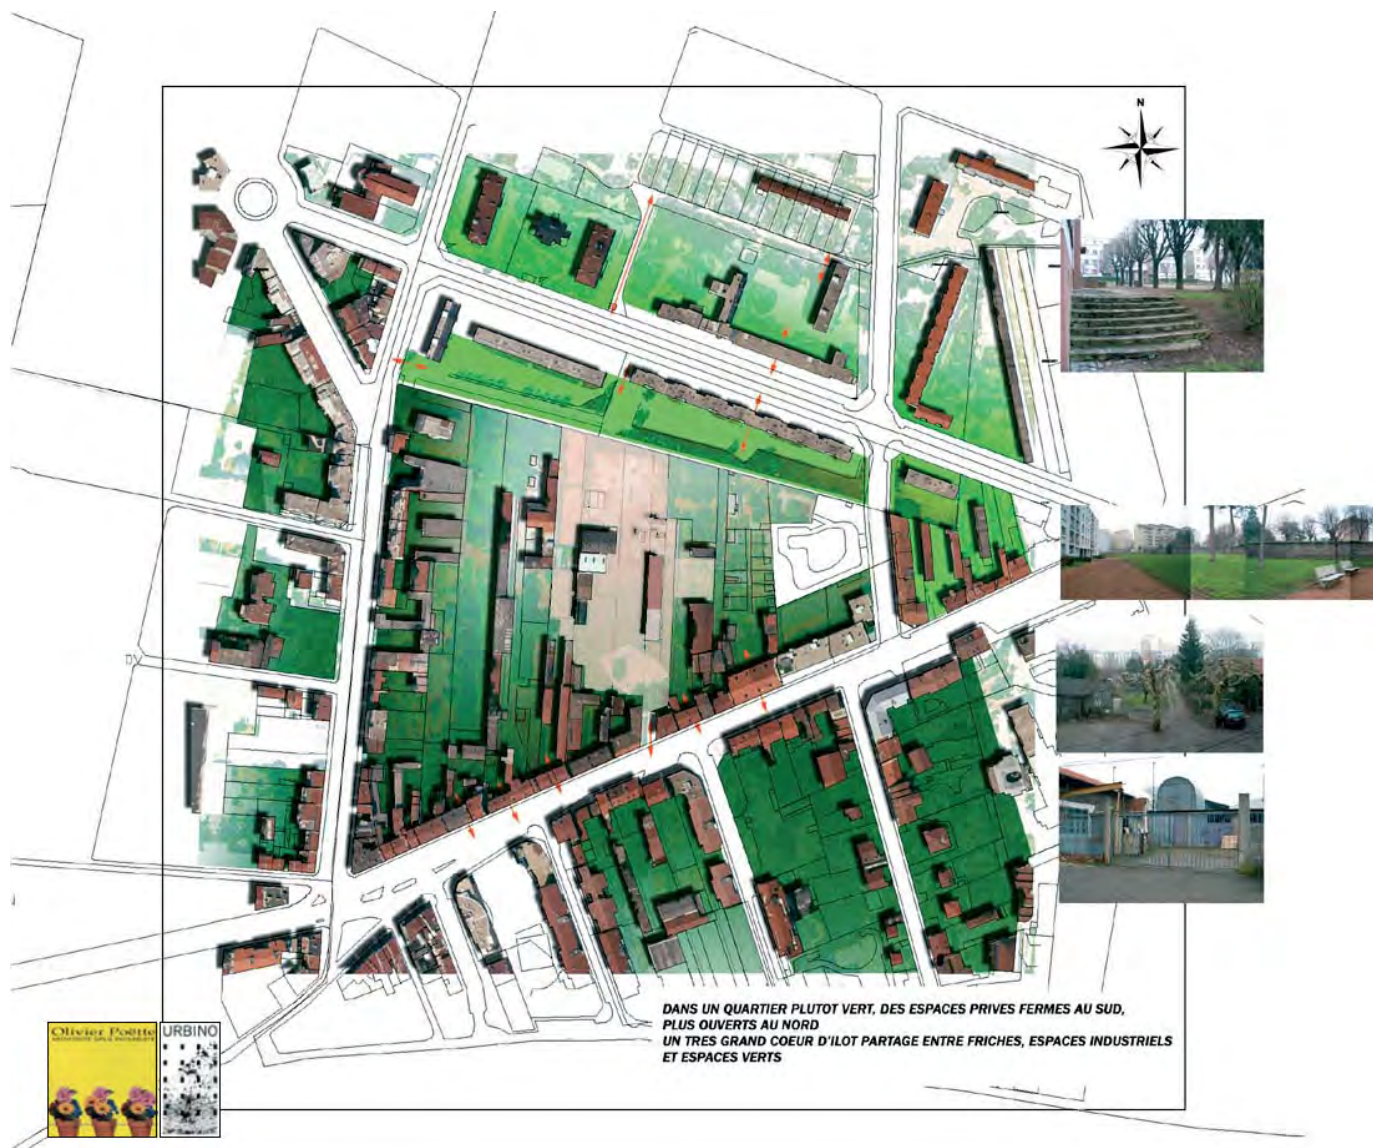 N
DANS UN QUARTIER PLUTOT VERT, DES ESPACES PRIVES FERMES AU SUD,
PLUS OUVERTS AU NORD
UN TRES GRAND COEUR D'ILOT PARTAGE ENTRE FRICHES, ESPACES INDUSTRIELS
ET ESPACES VERTS
Olivier Poëtte
URBINO